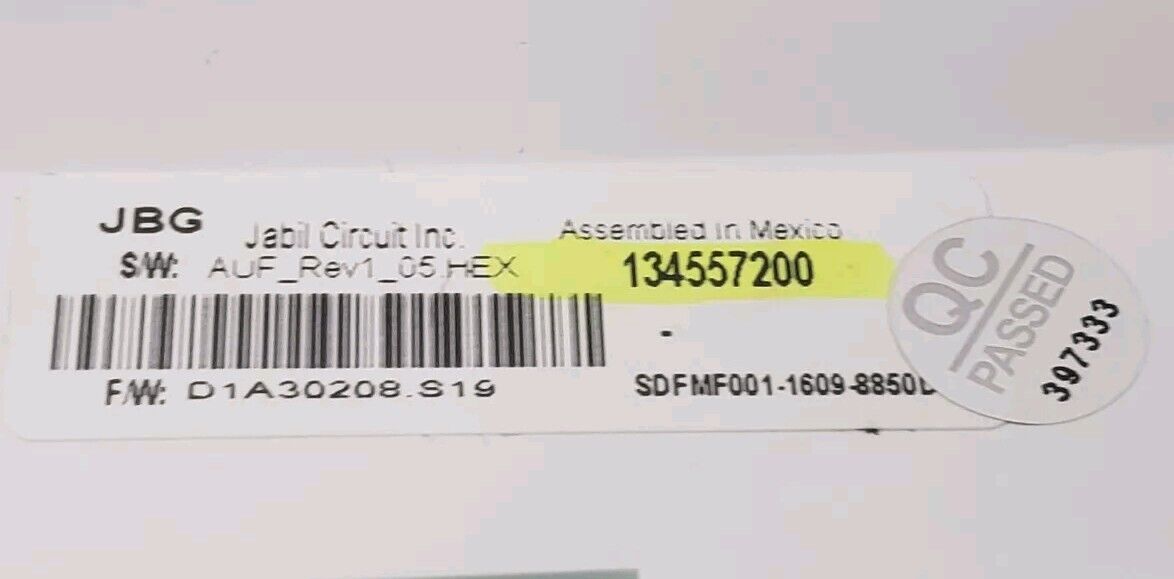 JBG
Jabil Circuit Inc.
Assembled in Mexico
S/W: AUF_Rev1_05.HEX
134557200
-
F/W: D1A30208.S19
SDFMF001-1609-8850
QC
PASSED
397333